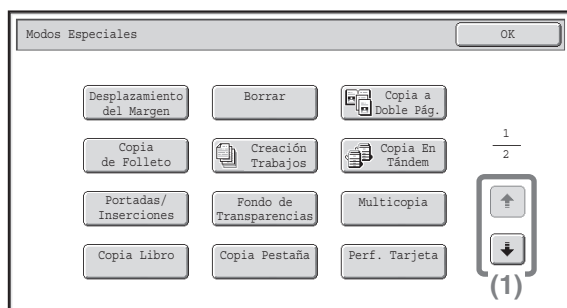 Modos Especiales
OK
Desplazamiento
del Margen
Borrar
Copia a
Doble Pág.
Copia
de Folleto
Creación
Trabajos
Copia En
Tándem
Portadas/
Inserciones
Fondo de
Transparencias
Multicopia
Copia Libro
Copia Pestaña
Perf. Tarjeta
1
2
(1)